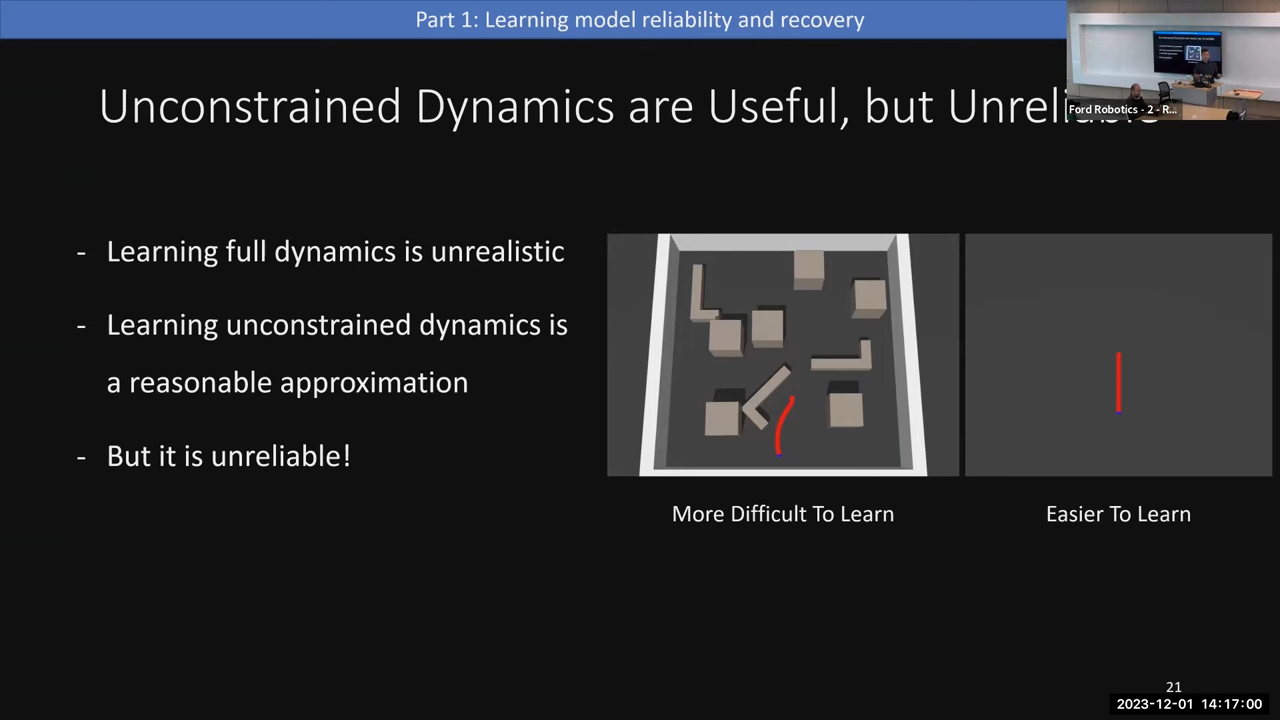 Part 1: Learning model reliability and recovery
Unconstrained Dynamics are Useful, but Unreliable
Ford Robotics - 2 - R...
- Learning full dynamics is unrealistic
- Learning unconstrained dynamics is
a reasonable approximation
- But it is unreliable!
More Difficult To Learn
Easier To Learn
21
2023-12-01 14:17:00